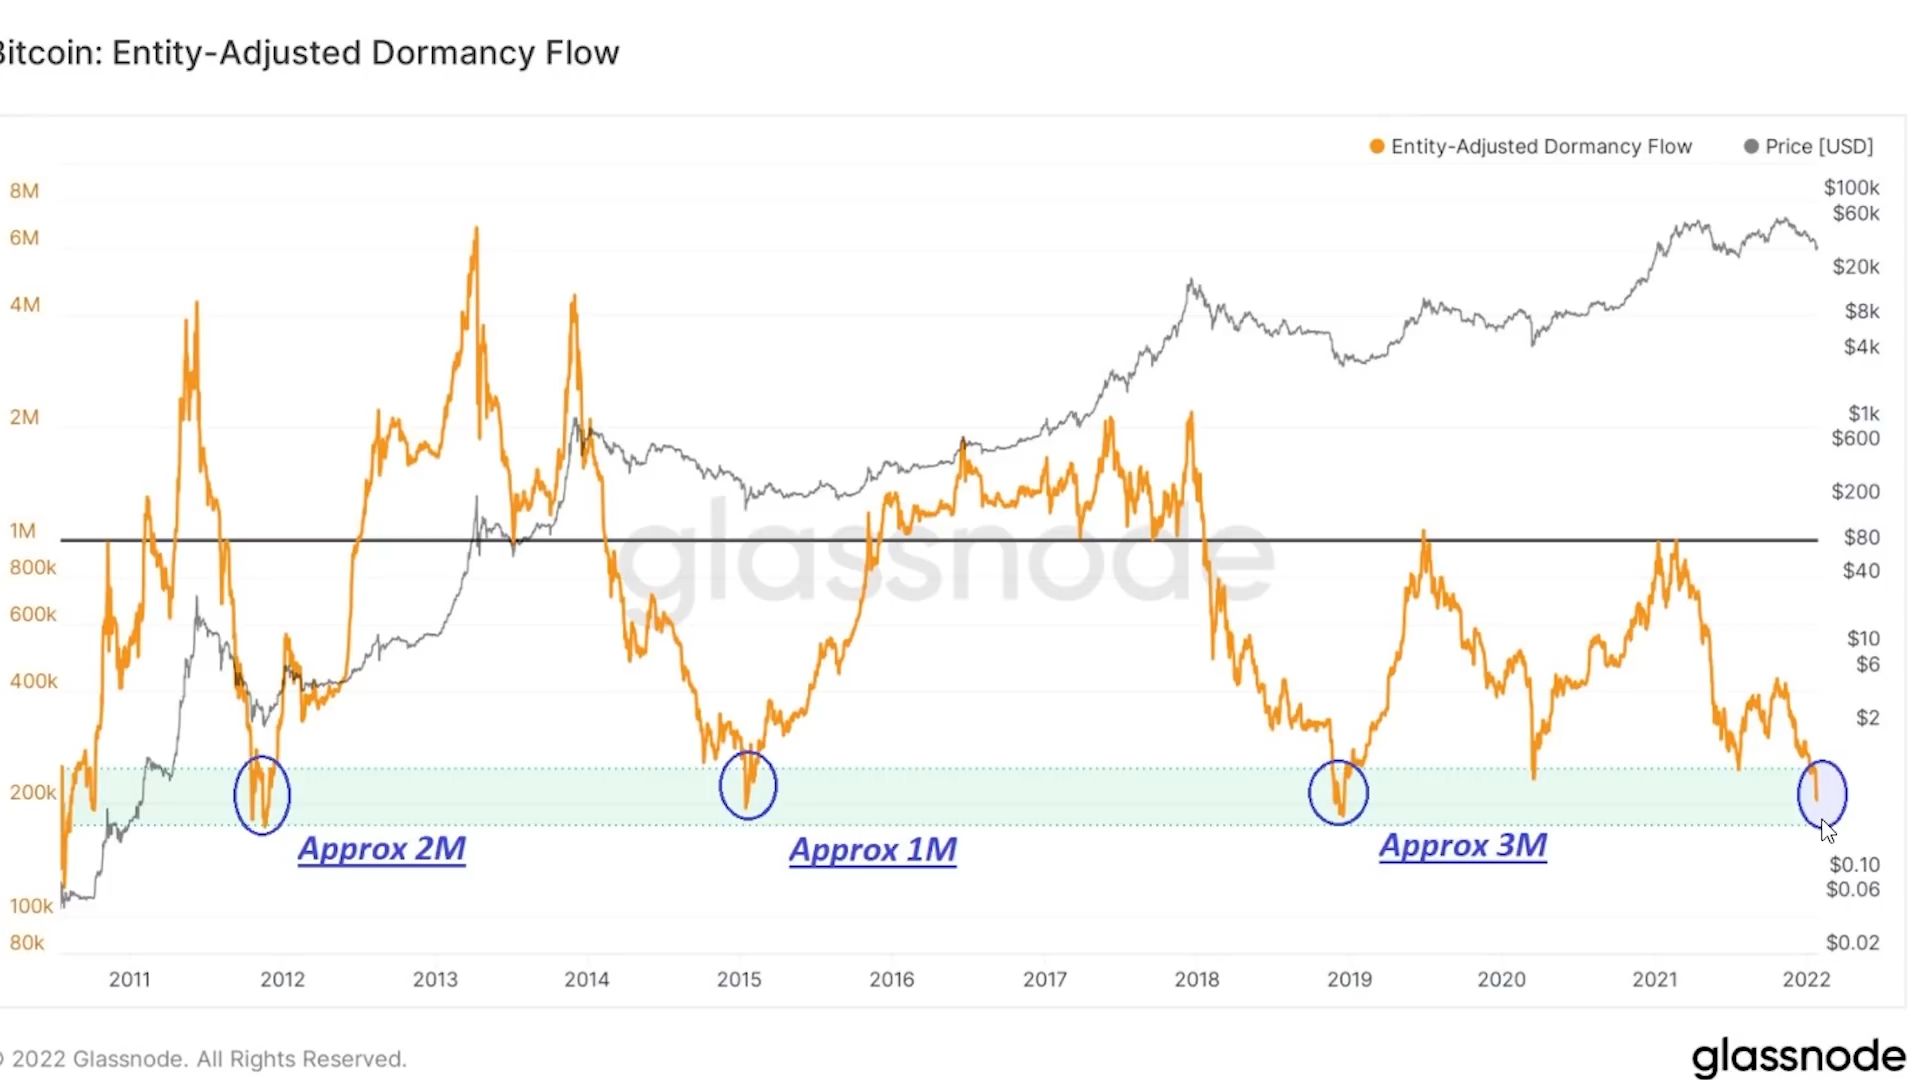 Bitcoin: Entity-Adjusted Dormancy Flow
Entity-Adjusted Dormancy Flow
Price [USD]
8M
6M
4M
2M
1M
800k
600k
400k
200k
100k
80k
$100k
$60k
$20k
$8k
$4k
$1k
$600
$200
$80
$40
$10
$6
$2
$0.10
$0.06
$0.02
glassnode
Approx 2M
Approx 1M
Approx 3M
2011 2012 2013 2014 2015 2016 2017 2018 2019 2020 2021 2022
© 2022 Glassnode. All Rights Reserved.
glassnode